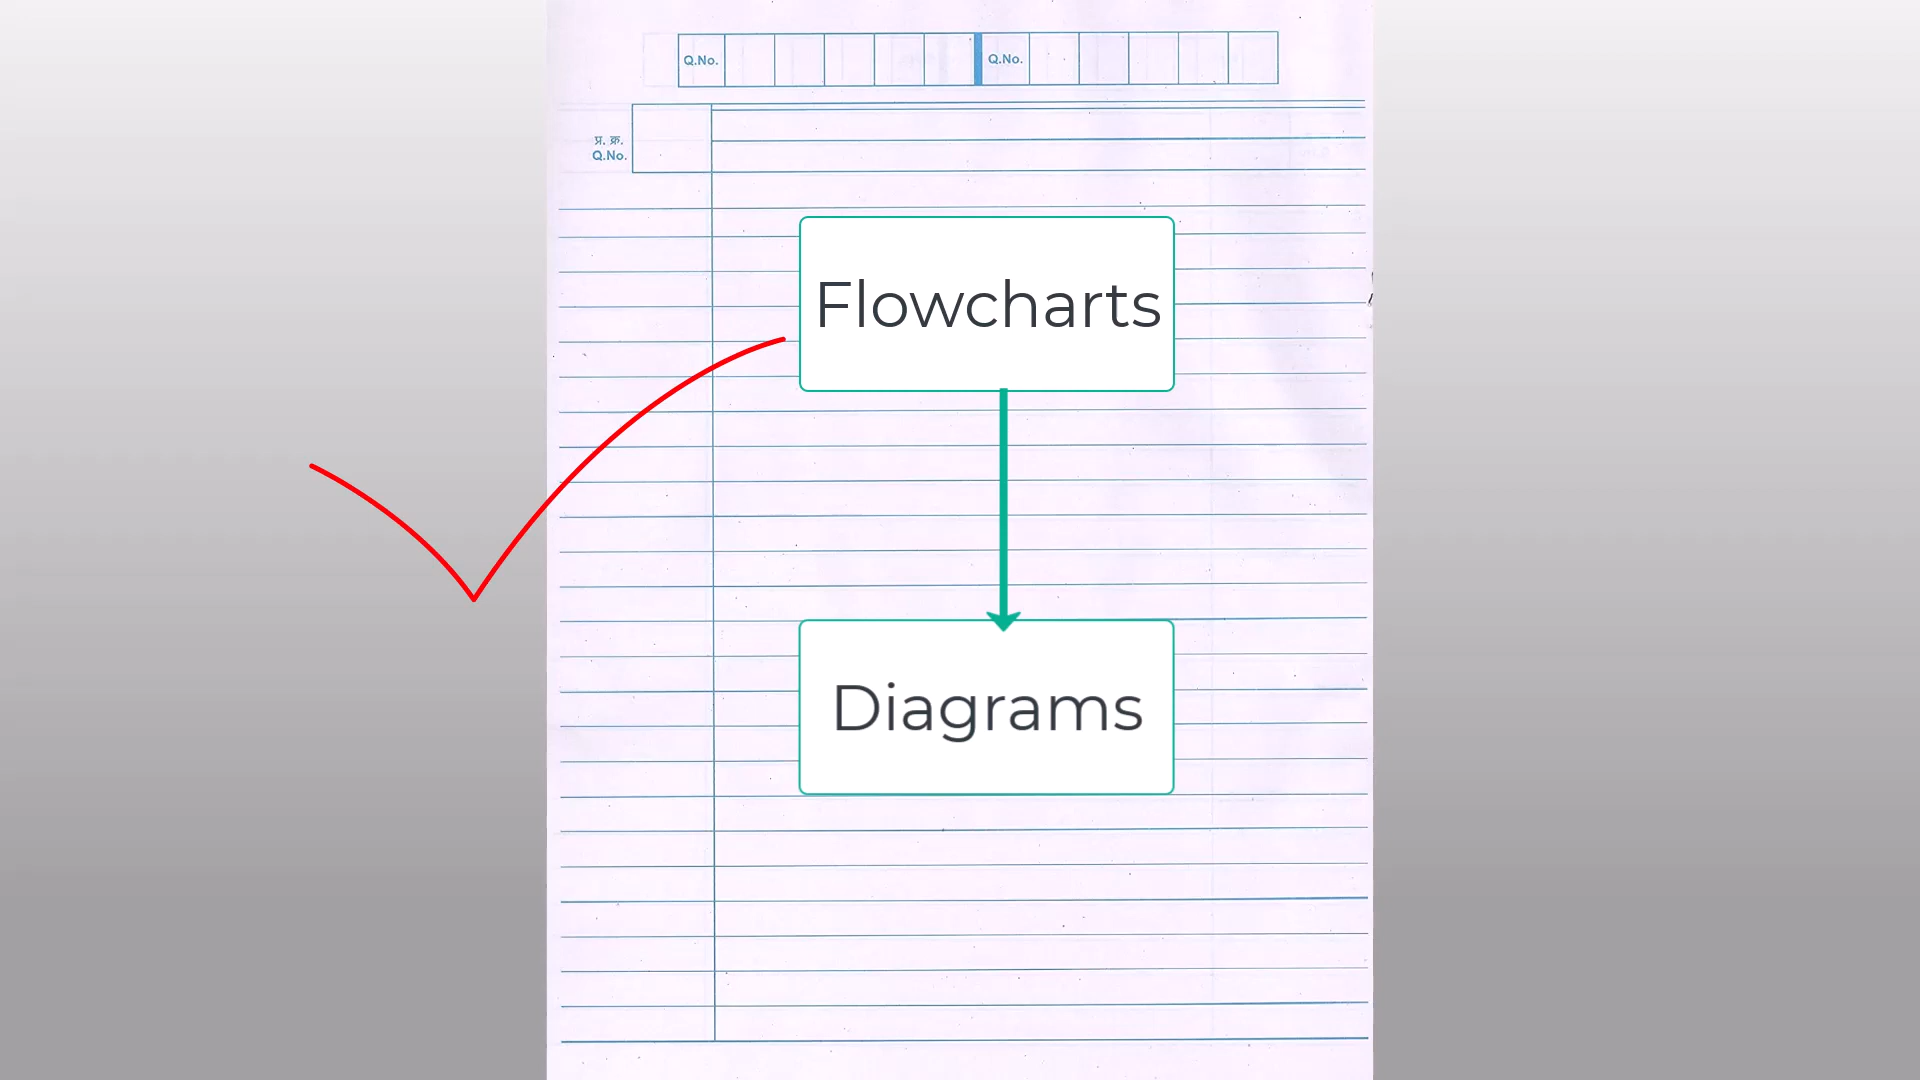 Q.No.
Q.No.
प्र. क्र.
Q.No.
Flowcharts
Diagrams